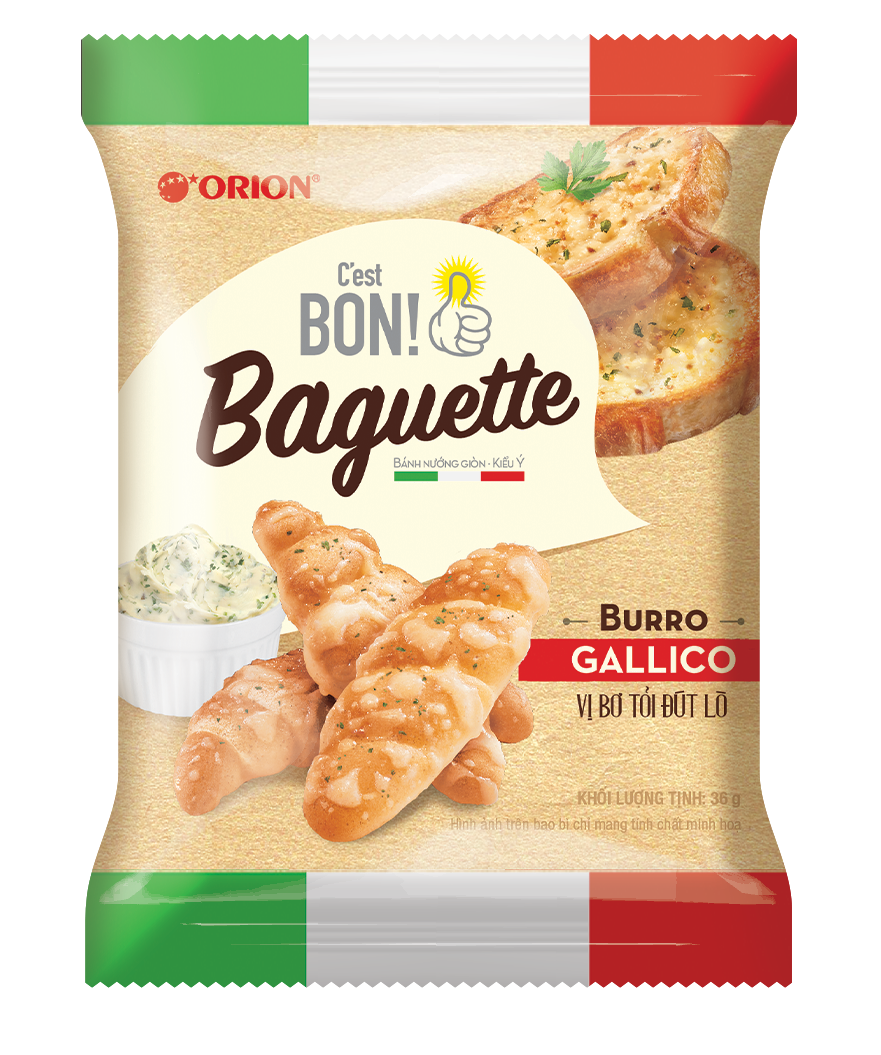 ORION®
C'est
BON!
Baguette
BÁNH NƯỚNG GIÒN - KIỂU Ý
BURRO
GALLICO
VỊ BƠ TỎI ĐÚT LÒ
KHỐI LƯỢNG TỊNH: 36 g
Hình ảnh trên bao bì chỉ mang tính chất minh họa